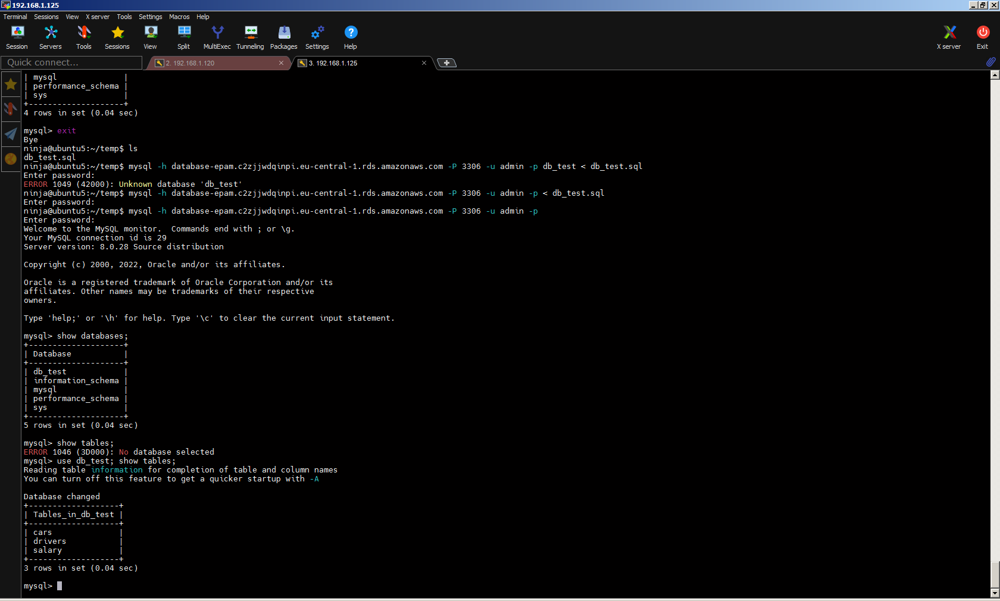 192.168.1.125
Terminal Sessions View X server Tools Settings Macros Help
Session Servers Tools Sessions View Split MultiExec Tunneling Packages Settings Help X server Exit
Quick connect... 2. 192.168.1.120 3. 192.168.1.125
| mysql              |
| performance_schema |
| sys                |
+--------------------+
4 rows in set (0.04 sec)
mysql> exit
Bye
ninja@ubuntu5:~/temp$ ls
db_test.sql
ninja@ubuntu5:~/temp$ mysql -h database-epam.c2zjjwdqinpi.eu-central-1.rds.amazonaws.com -P 3306 -u admin -p db_test < db_test.sql
Enter password:
ERROR 1049 (42000): Unknown database 'db_test'
ninja@ubuntu5:~/temp$ mysql -h database-epam.c2zjjwdqinpi.eu-central-1.rds.amazonaws.com -P 3306 -u admin -p < db_test.sql
Enter password:
ninja@ubuntu5:~/temp$ mysql -h database-epam.c2zjjwdqinpi.eu-central-1.rds.amazonaws.com -P 3306 -u admin -p
Enter password:
Welcome to the MySQL monitor.  Commands end with ; or \g.
Your MySQL connection id is 29
Server version: 8.0.28 Source distribution
Copyright (c) 2000, 2022, Oracle and/or its affiliates.
Oracle is a registered trademark of Oracle Corporation and/or its
affiliates. Other names may be trademarks of their respective
owners.
Type 'help;' or '\h' for help. Type '\c' to clear the current input statement.
mysql> show databases;
+--------------------+
| Database           |
+--------------------+
| db_test            |
| information_schema |
| mysql              |
| performance_schema |
| sys                |
+--------------------+
5 rows in set (0.04 sec)
mysql> show tables;
ERROR 1046 (3D000): No database selected
mysql> use db_test; show tables;
Reading table information for completion of table and column names
You can turn off this feature to get a quicker startup with -A
Database changed
+-------------------+
| Tables_in_db_test |
+-------------------+
| cars              |
| drivers           |
| salary            |
+-------------------+
3 rows in set (0.04 sec)
mysql>